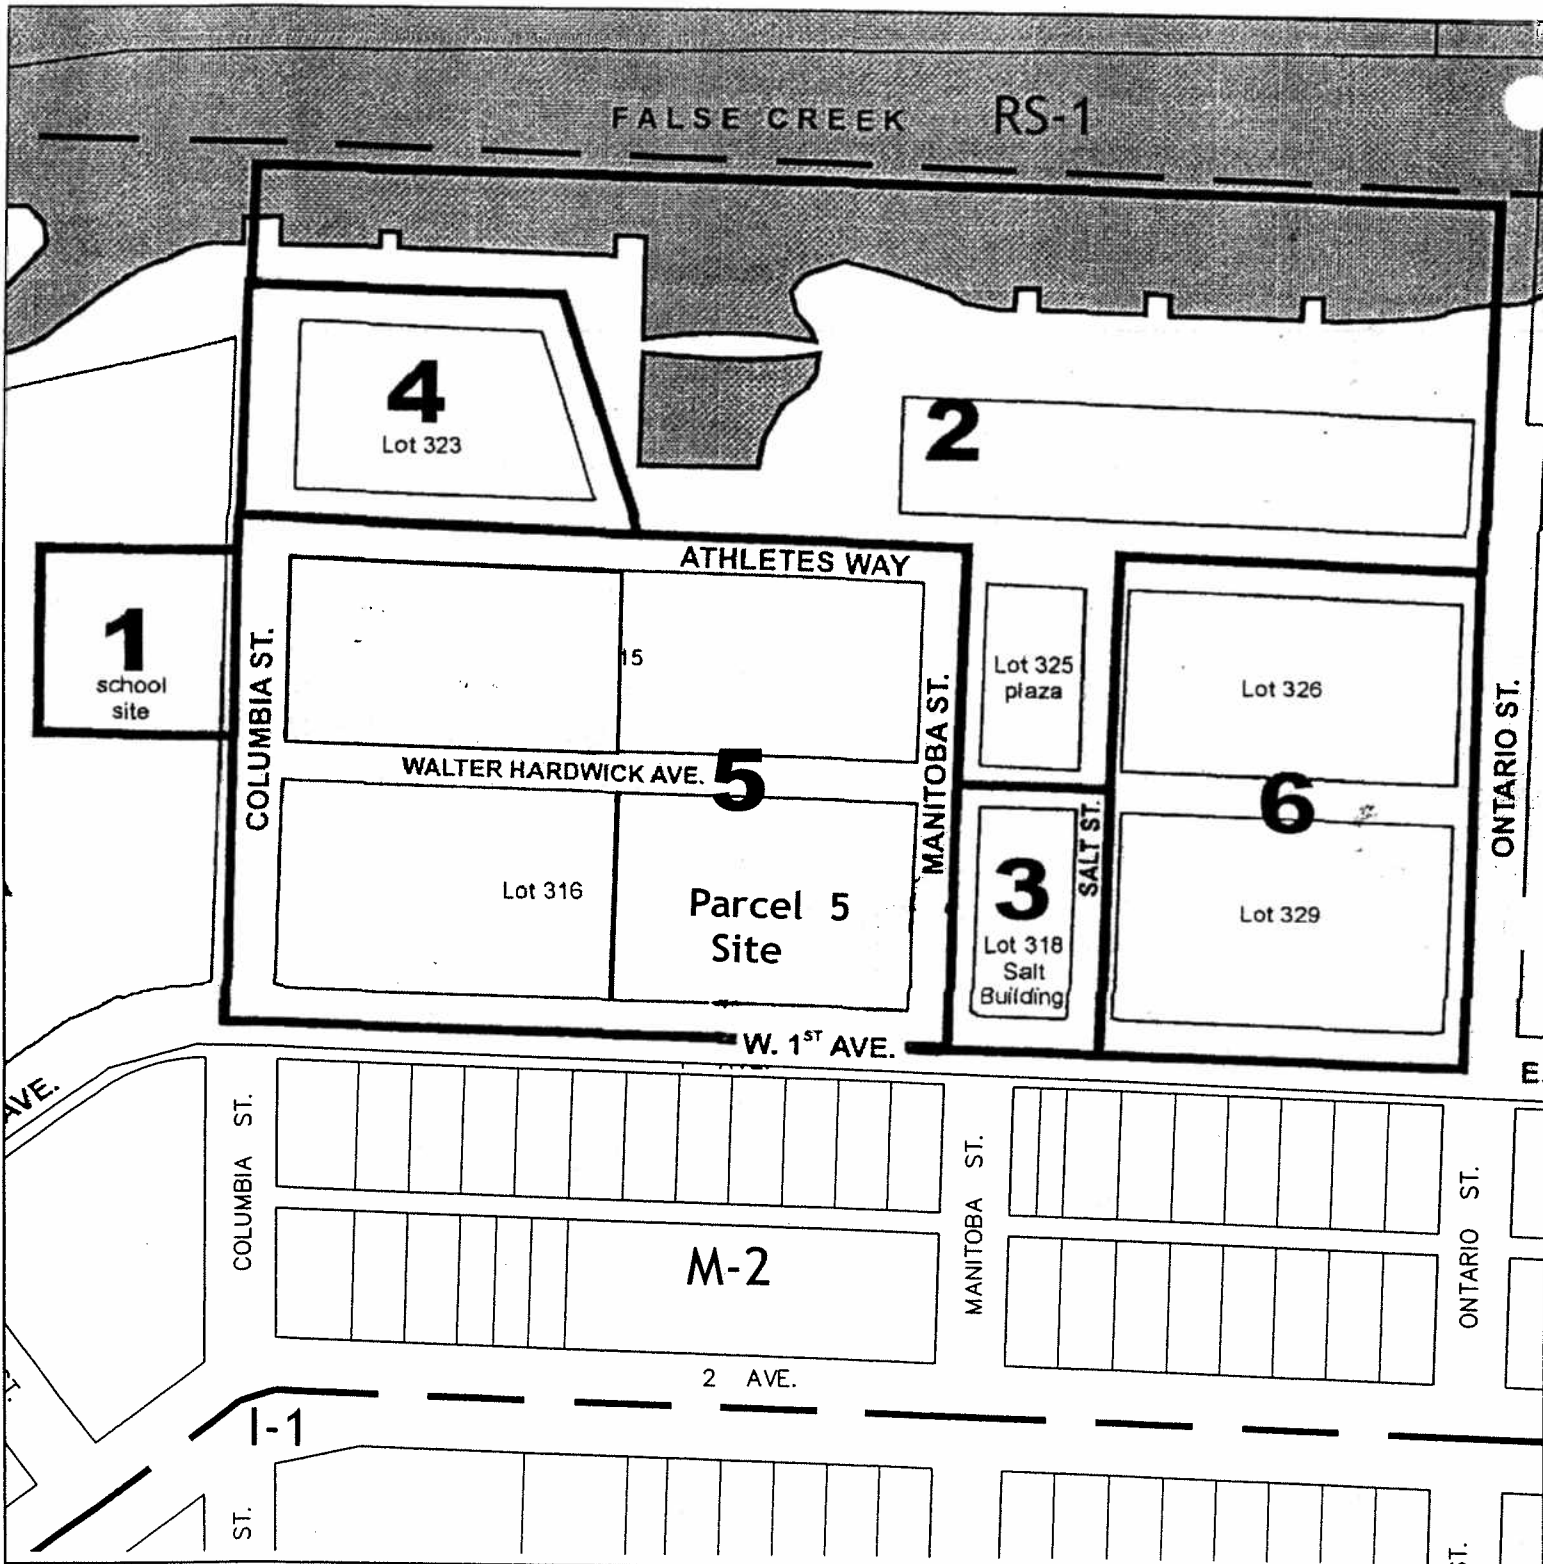 FALSE CREEK RS-1
4
Lot 323
2
ATHLETES WAY
1
school
site
COLUMBIA ST.
15
MANITOBA ST.
Lot 325
plaza
Lot 326
ONTARIO ST.
WALTER HARDWICK AVE.
5
6
SALT ST.
Lot 316
Parcel 5
Site
3
Lot 318
Salt
Building
Lot 329
W. 1ST AVE.
AVE.
E
COLUMBIA ST.
MANITOBA ST.
ONTARIO ST.
M-2
2 AVE.
ST.
I-1
ST.
ST.